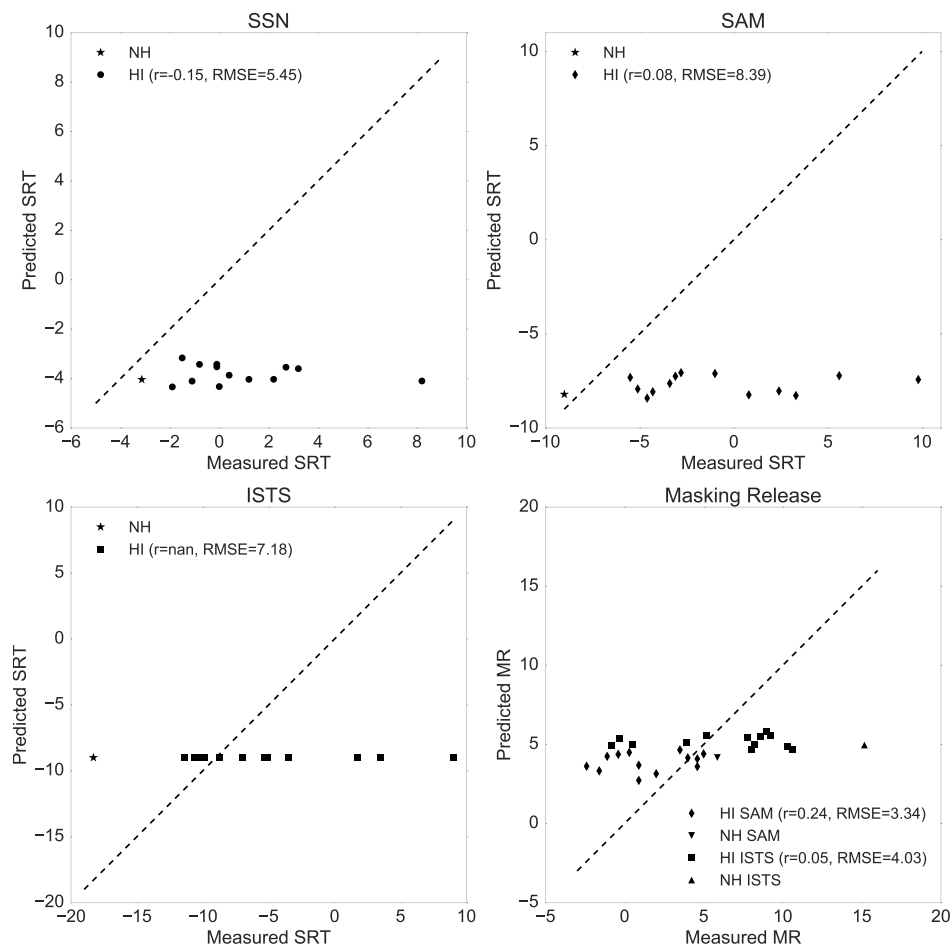 SSN
10
8
6
4
2
0
−2
−4
−6
Predicted SRT
NH
HI (r=-0.15, RMSE=5.45)
−6 −4 −2 0 2 4 6 8 10
Measured SRT
SAM
10
5
0
−5
−10
Predicted SRT
NH
HI (r=0.08, RMSE=8.39)
−10 −5 0 5 10
Measured SRT
ISTS
10
5
0
−5
−10
−15
−20
Predicted SRT
NH
HI (r=nan, RMSE=7.18)
−20 −15 −10 −5 0 5 10
Measured SRT
Masking Release
20
15
10
5
0
−5
Predicted MR
HI SAM (r=0.24, RMSE=3.34)
NH SAM
HI ISTS (r=0.05, RMSE=4.03)
NH ISTS
−5 0 5 10 15 20
Measured MR